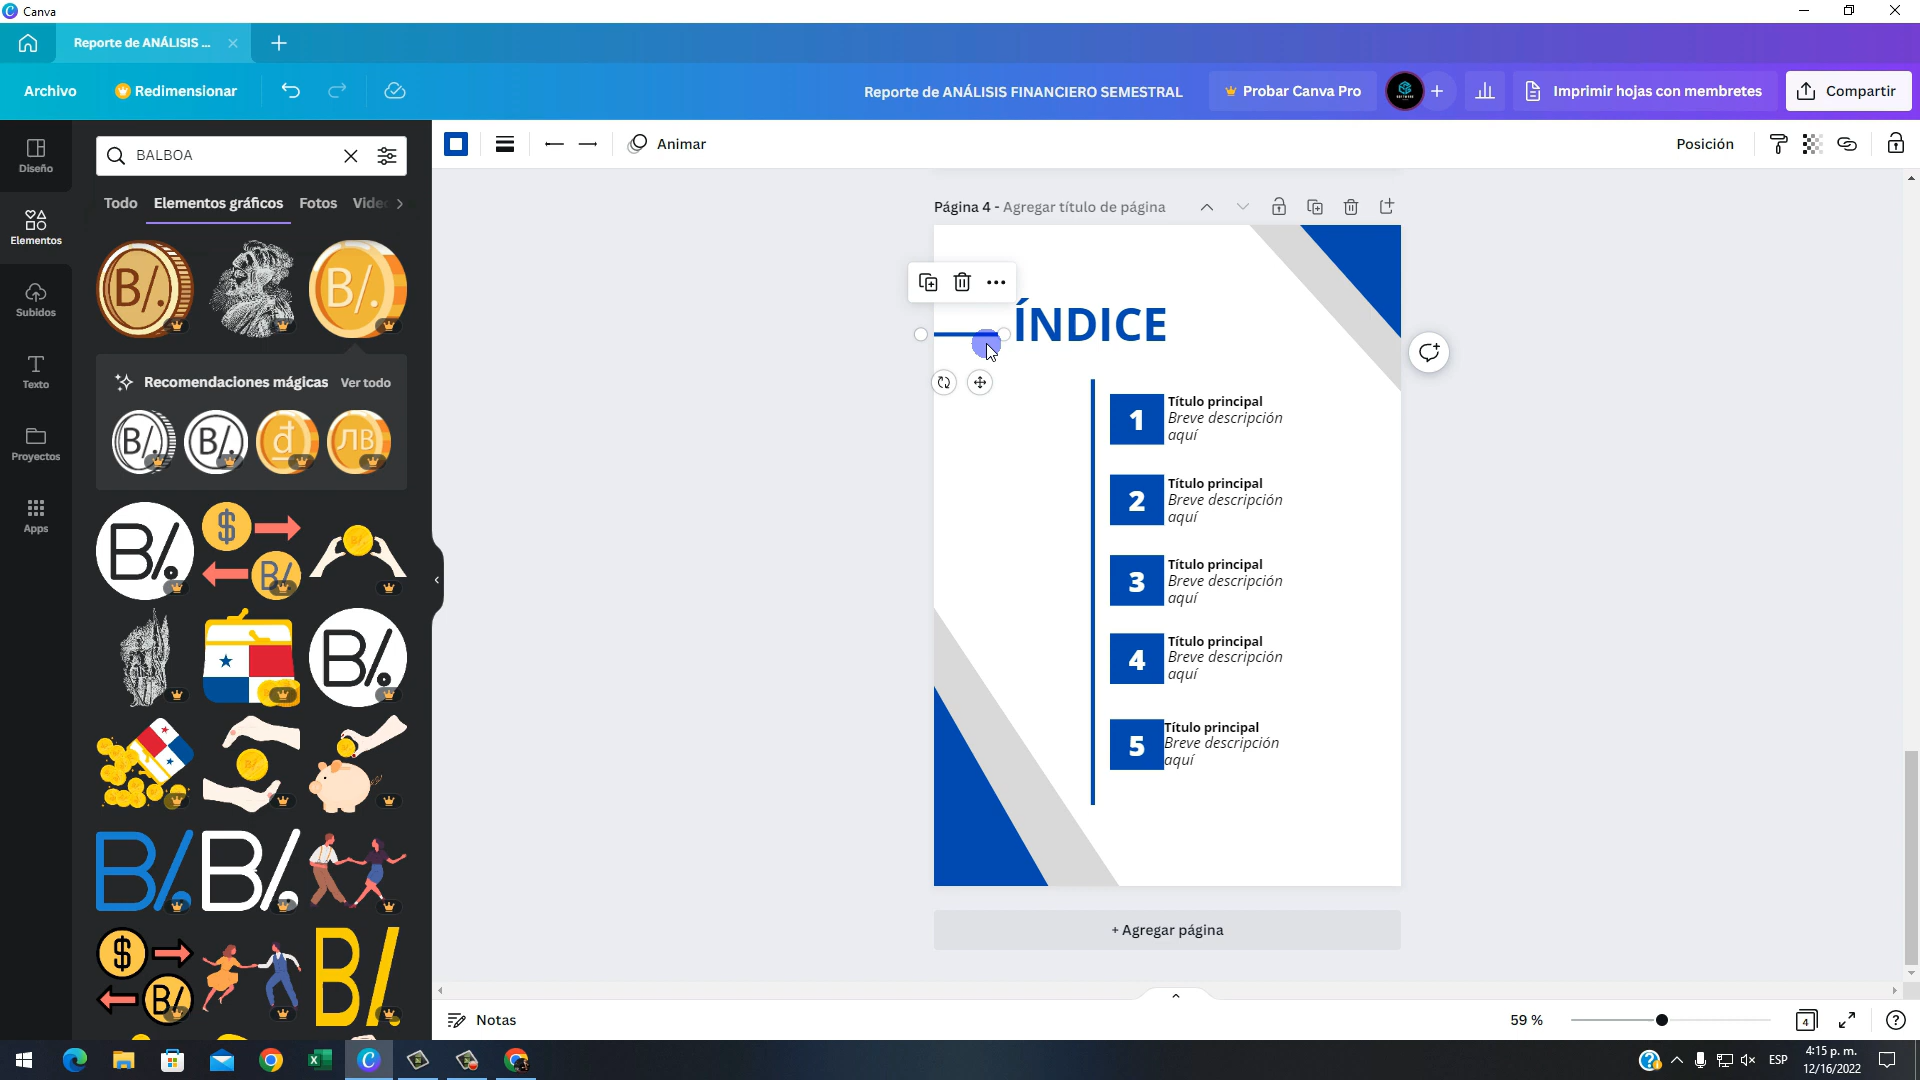 Canva
Reporte de ANÁLISIS ...
Archivo
Redimensionar
Reporte de ANÁLISIS FINANCIERO SEMESTRAL
Probar Canva Pro
Imprimir hojas con membretes
Compartir
Diseño
Elementos
Subidos
Texto
Proyectos
Apps
BALBOA
Todo
Elementos gráficos
Fotos
Vide
Animar
Posición
B/.
B/.
Recomendaciones mágicas
Ver todo
B/.
B/.
₫
ЛВ
B/.
$
B/
B/.
B/.
B/.
$
B/
B/
Página 4 - Agregar título de página
ÍNDICE
1
Título principal
Breve descripción
aquí
2
Título principal
Breve descripción
aquí
3
Título principal
Breve descripción
aquí
4
Título principal
Breve descripción
aquí
5
Título principal
Breve descripción
aquí
+ Agregar página
Notas
59 %
4
ESP
4:15 p. m.
12/16/2022